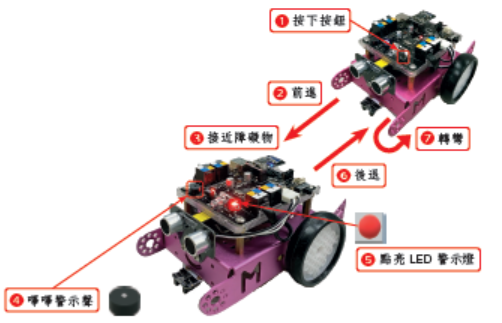 ❶ 按下按鈕
❷ 前進
❸ 接近障礙物
❹ 嗶嗶警示聲
❺ 點亮 LED 警示燈
❻ 後退
❼ 轉彎